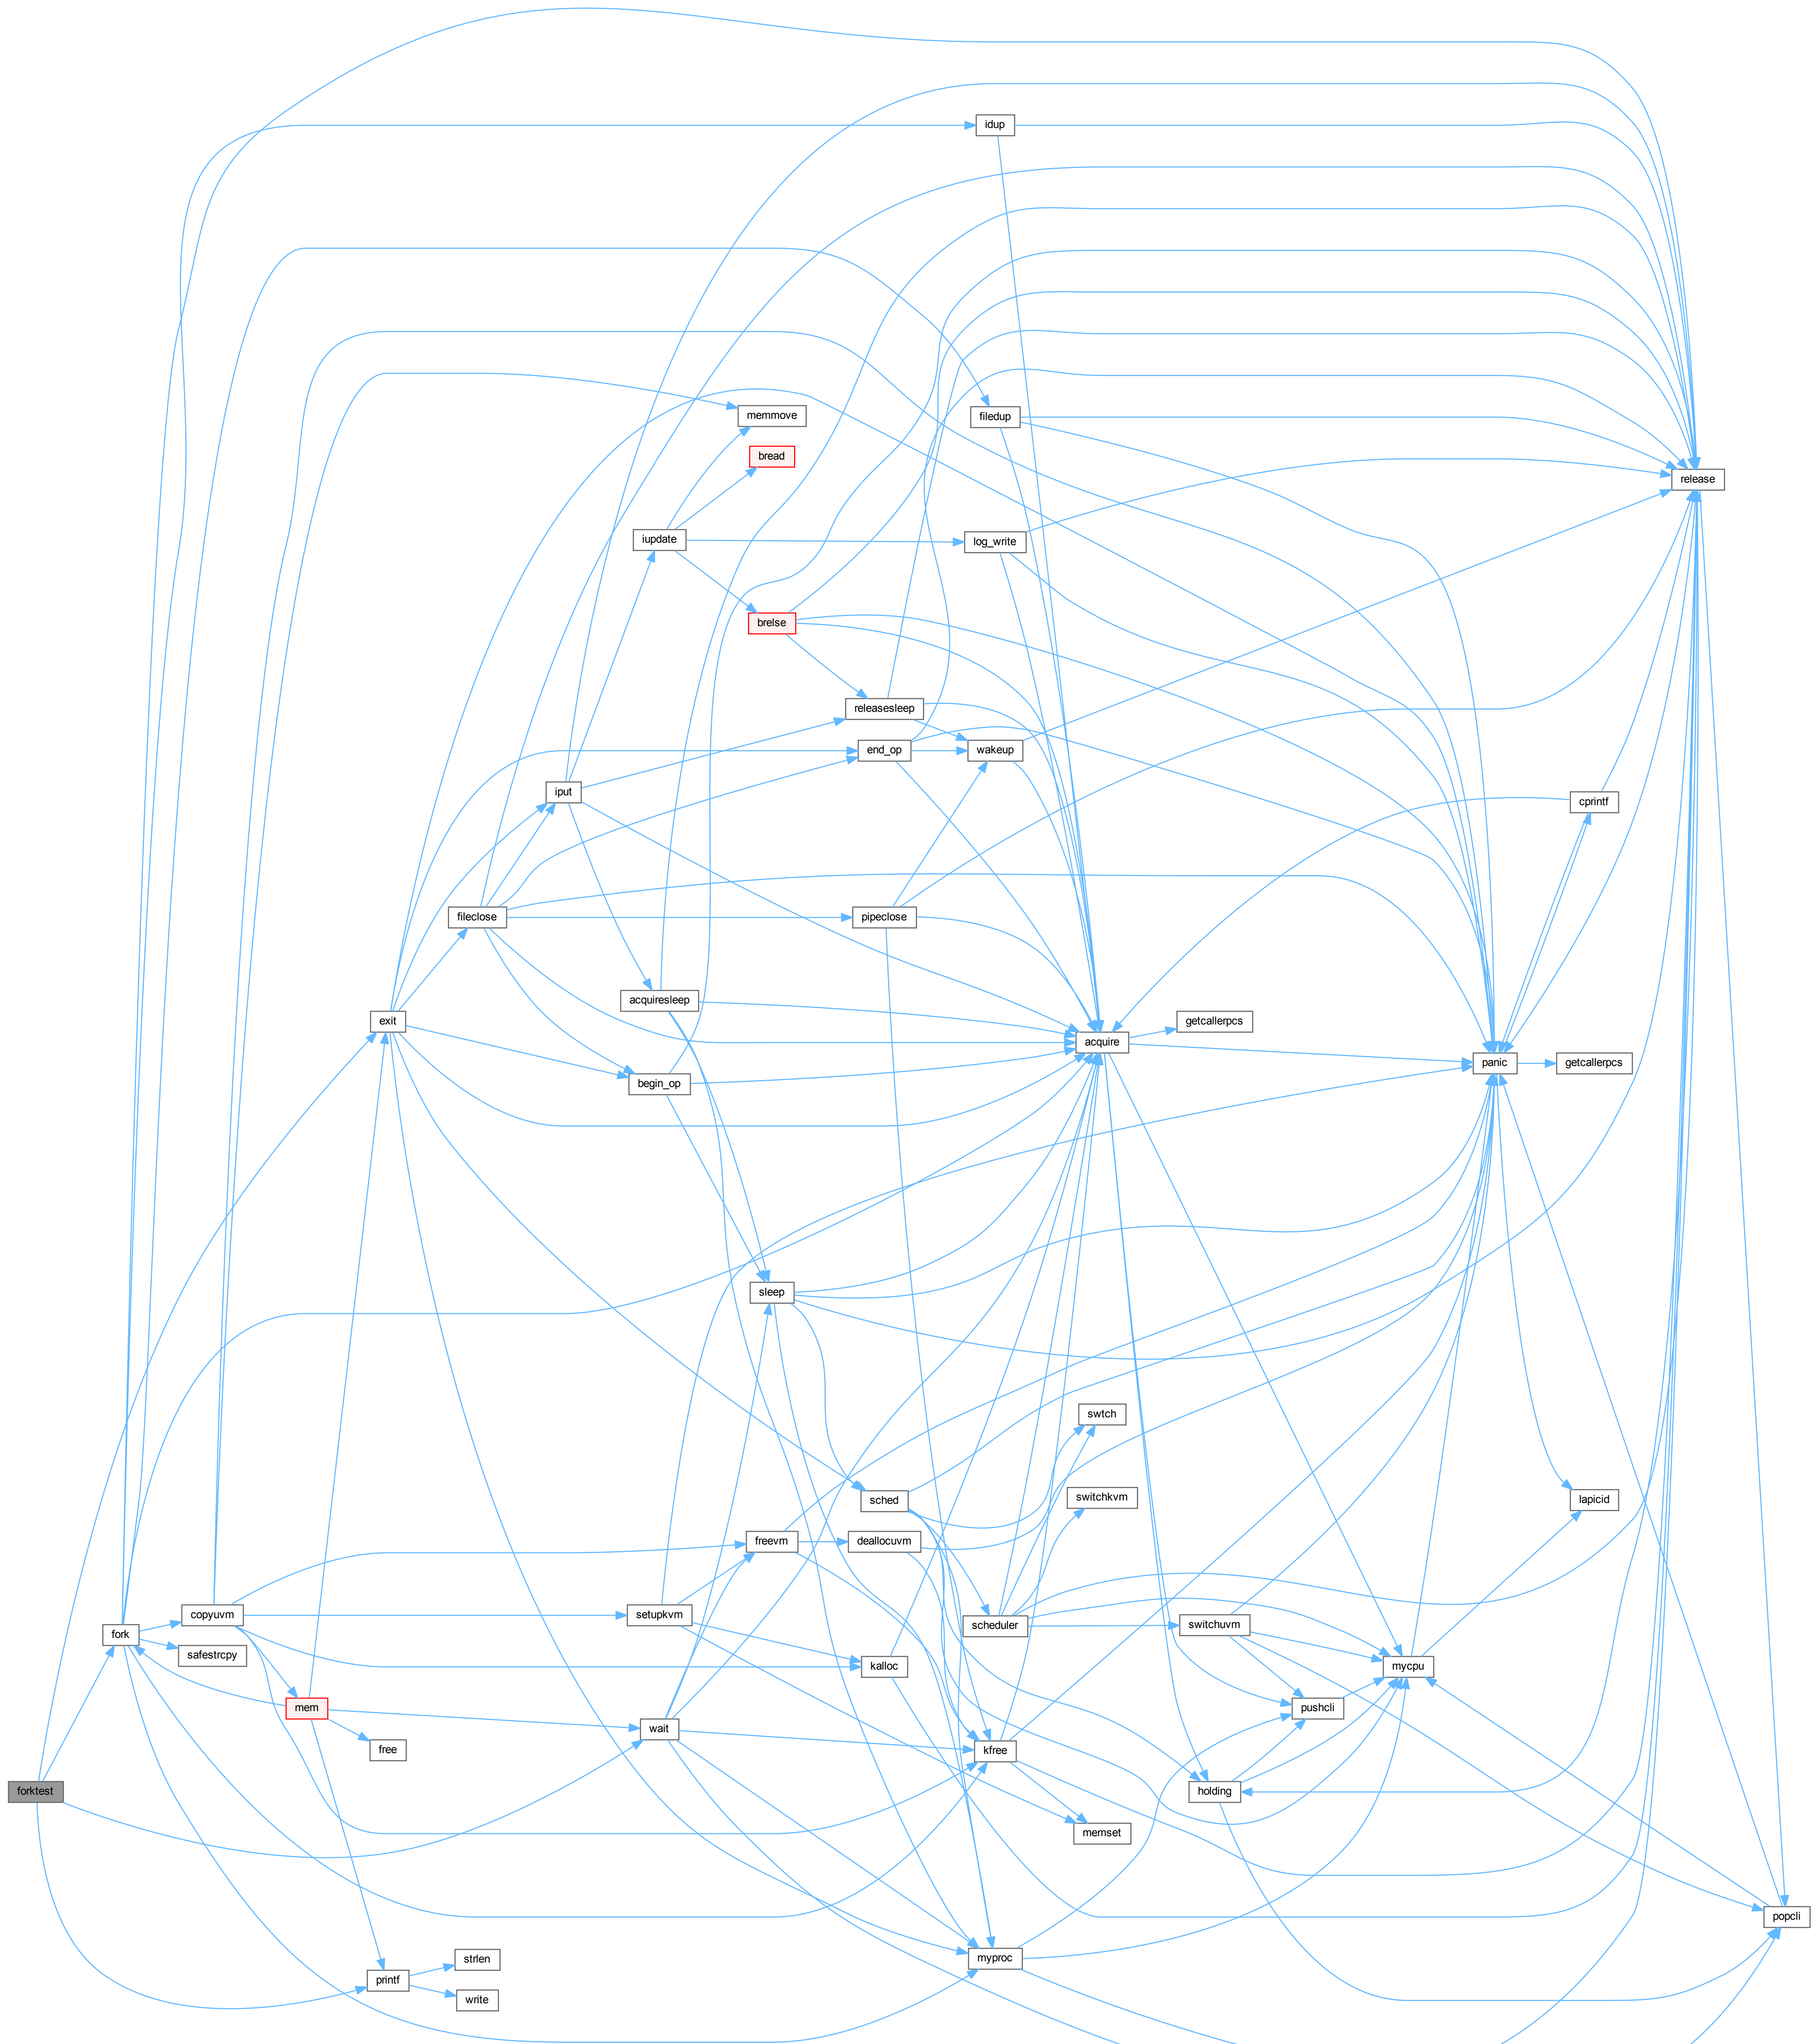 idup
memmove
filedup
bread
release
iupdate
log_write
brelse
releasesleep
end_op
wakeup
iput
cprintf
fileclose
pipeclose
acquiresleep
exit
getcallerpcs
acquire
panic
getcallerpcs
begin_op
sleep
swtch
sched
switchkvm
lapicid
freevm
deallocuvm
copyuvm
setupkvm
scheduler
switchuvm
fork
safestrcpy
kalloc
mycpu
mem
pushcli
wait
free
kfree
forktest
holding
memset
popcli
strlen
myproc
printf
write